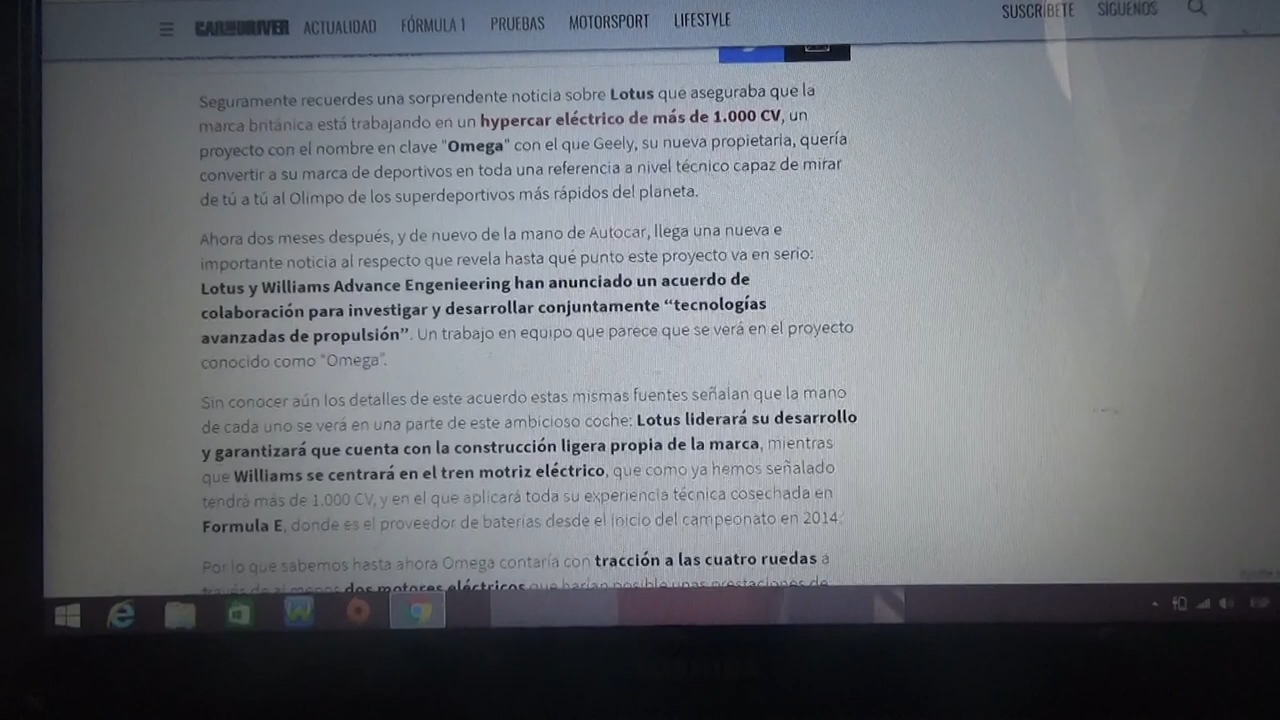 CAR AND DRIVER ACTUALIDAD FÓRMULA 1 PRUEBAS MOTORSPORT LIFESTYLE SUSCRÍBETE SÍGUENOS
Seguramente recuerdes una sorprendente noticia sobre Lotus que aseguraba que la
marca británica está trabajando en un hypercar eléctrico de más de 1.000 CV, un
proyecto con el nombre en clave "Omega" con el que Geely, su nueva propietaria, quería
convertir a su marca de deportivos en toda una referencia a nivel técnico capaz de mirar
de tú a tú al Olimpo de los superdeportivos más rápidos del planeta.
Ahora dos meses después, y de nuevo de la mano de Autocar, llega una nueva e
importante noticia al respecto que revela hasta qué punto este proyecto va en serio:
Lotus y Williams Advance Engenieering han anunciado un acuerdo de
colaboración para investigar y desarrollar conjuntamente “tecnologías
avanzadas de propulsión”. Un trabajo en equipo que parece que se verá en el proyecto
conocido como "Omega".
Sin conocer aún los detalles de este acuerdo estas mismas fuentes señalan que la mano
de cada uno se verá en una parte de este ambicioso coche: Lotus liderará su desarrollo
y garantizará que cuenta con la construcción ligera propia de la marca, mientras
que Williams se centrará en el tren motriz eléctrico, que como ya hemos señalado
tendrá más de 1.000 CV, y en el que aplicará toda su experiencia técnica cosechada en
Formula E, donde es el proveedor de baterías desde el inicio del campeonato en 2014.
Por lo que sabemos hasta ahora Omega contaría con tracción a las cuatro ruedas a
través de al menos dos motores eléctricos que harían posible unas prestaciones de